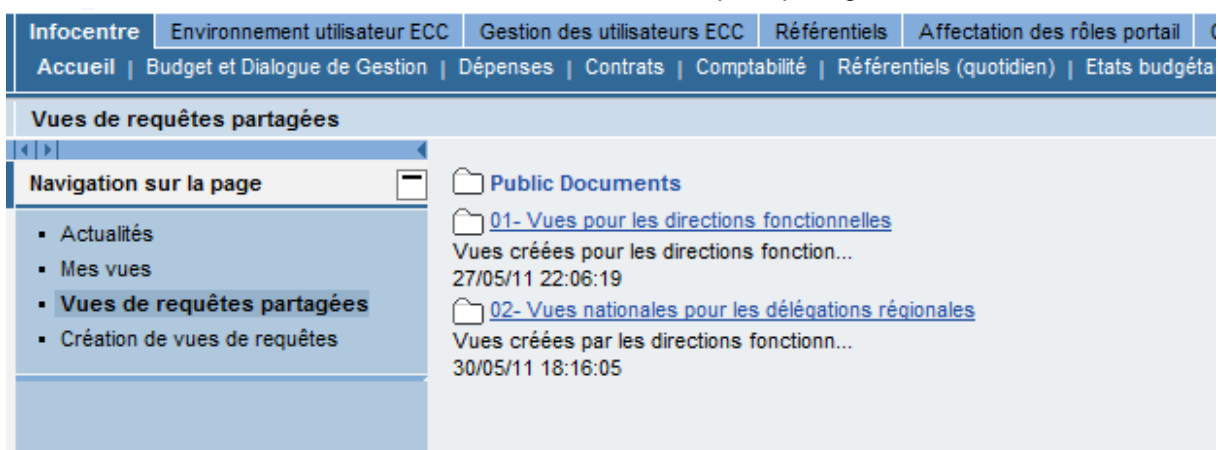 Infocentre Environnement utilisateur ECC Gestion des utilisateurs ECC Référentiels Affectation des rôles portail
Accueil | Budget et Dialogue de Gestion | Dépenses | Contrats | Comptabilité | Référentiels (quotidien) | Etats budgéta
Vues de requêtes partagées
Navigation sur la page
Actualités
Mes vues
Vues de requêtes partagées
Création de vues de requêtes
Public Documents
01- Vues pour les directions fonctionnelles
Vues créées pour les directions fonction...
27/05/11 22:06:19
02- Vues nationales pour les délégations régionales
Vues créées par les directions fonctionn...
30/05/11 18:16:05